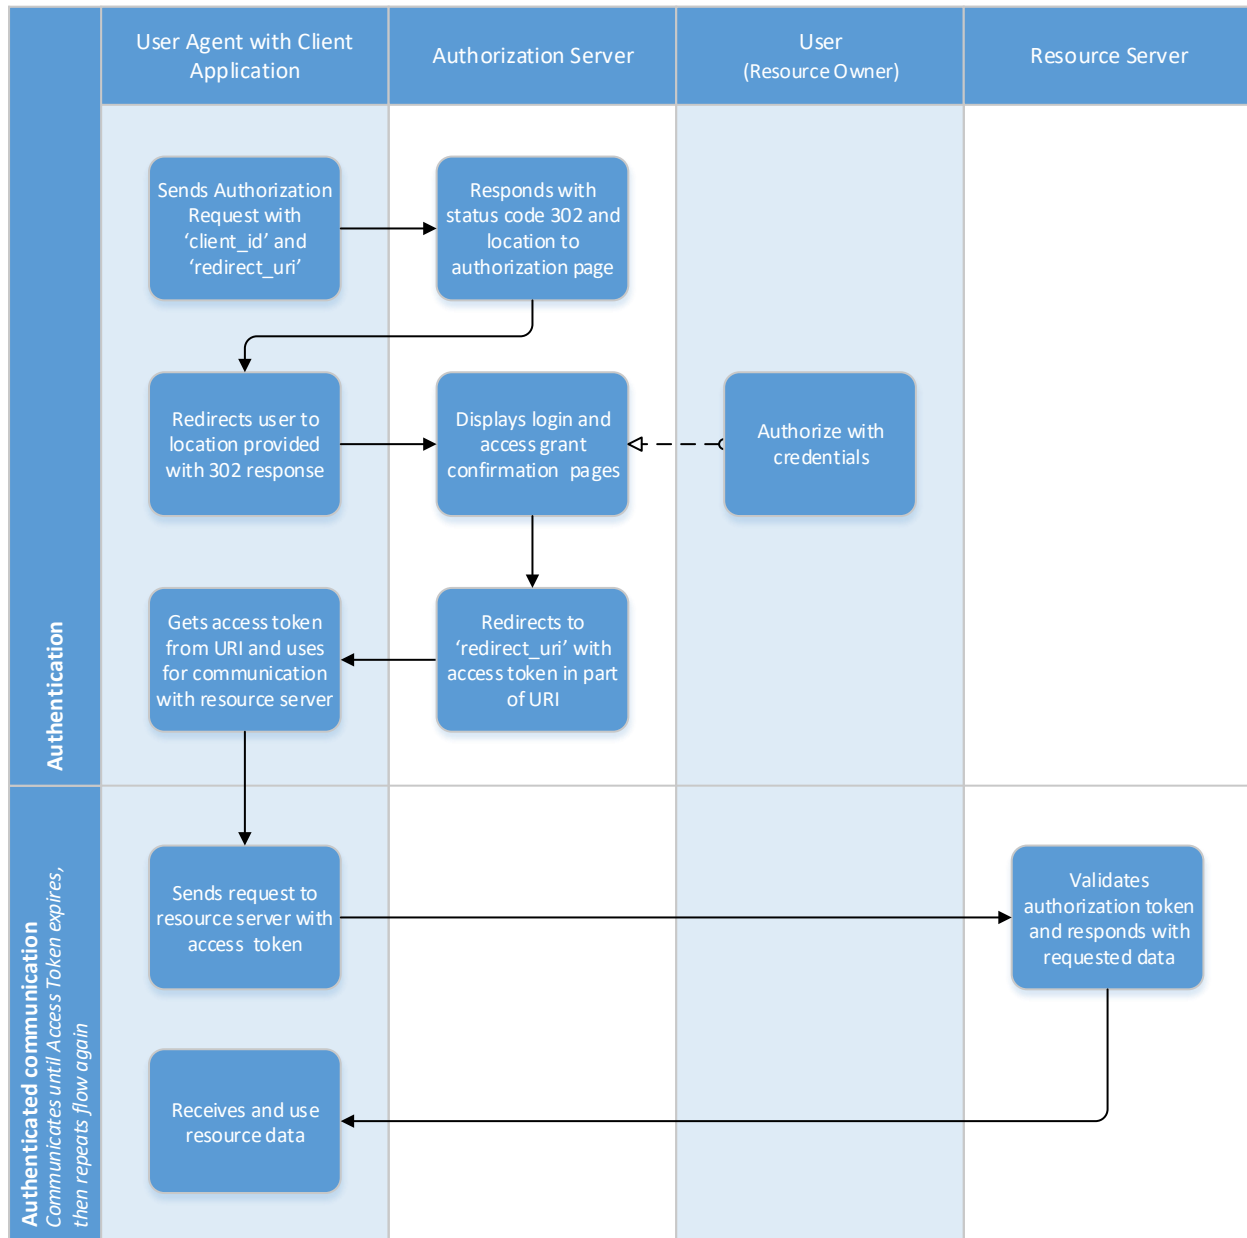 User Agent with Client
Application
Authorization Server
User
(Resource Owner)
Resource Server
Authentication
Sends Authorization
Request with
‘client_id’ and
‘redirect_uri’
Responds with
status code 302 and
location to
authorization page
Redirects user to
location provided
with 302 response
Displays login and
access grant
confirmation pages
Authorize with
credentials
Gets access token
from URI and uses
for communication
with resource server
Redirects to
‘redirect_uri’ with
access token in part
of URI
Authenticated communication
Communicates until Access Token expires,
then repeats flow again
Sends request to
resource server with
access token
Validates
authorization token
and responds with
requested data
Receives and use
resource data